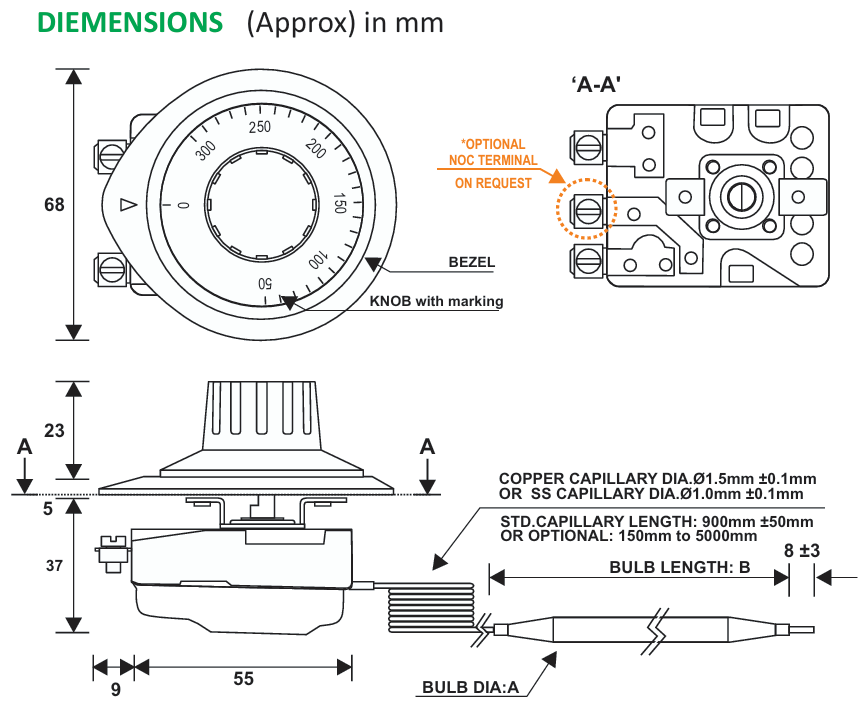 DIEMENSIONS (Approx) in mm
68
300
250
200
150
100
50
0
BEZEL
KNOB with marking
‘A-A'
*OPTIONAL
NOC TERMINAL
ON REQUEST
23
A
A
5
37
9
55
COPPER CAPILLARY DIA.Ø1.5mm ±0.1mm
OR SS CAPILLARY DIA.Ø1.0mm ±0.1mm
STD.CAPILLARY LENGTH: 900mm ±50mm
OR OPTIONAL: 150mm to 5000mm
8 ±3
BULB LENGTH: B
BULB DIA:A